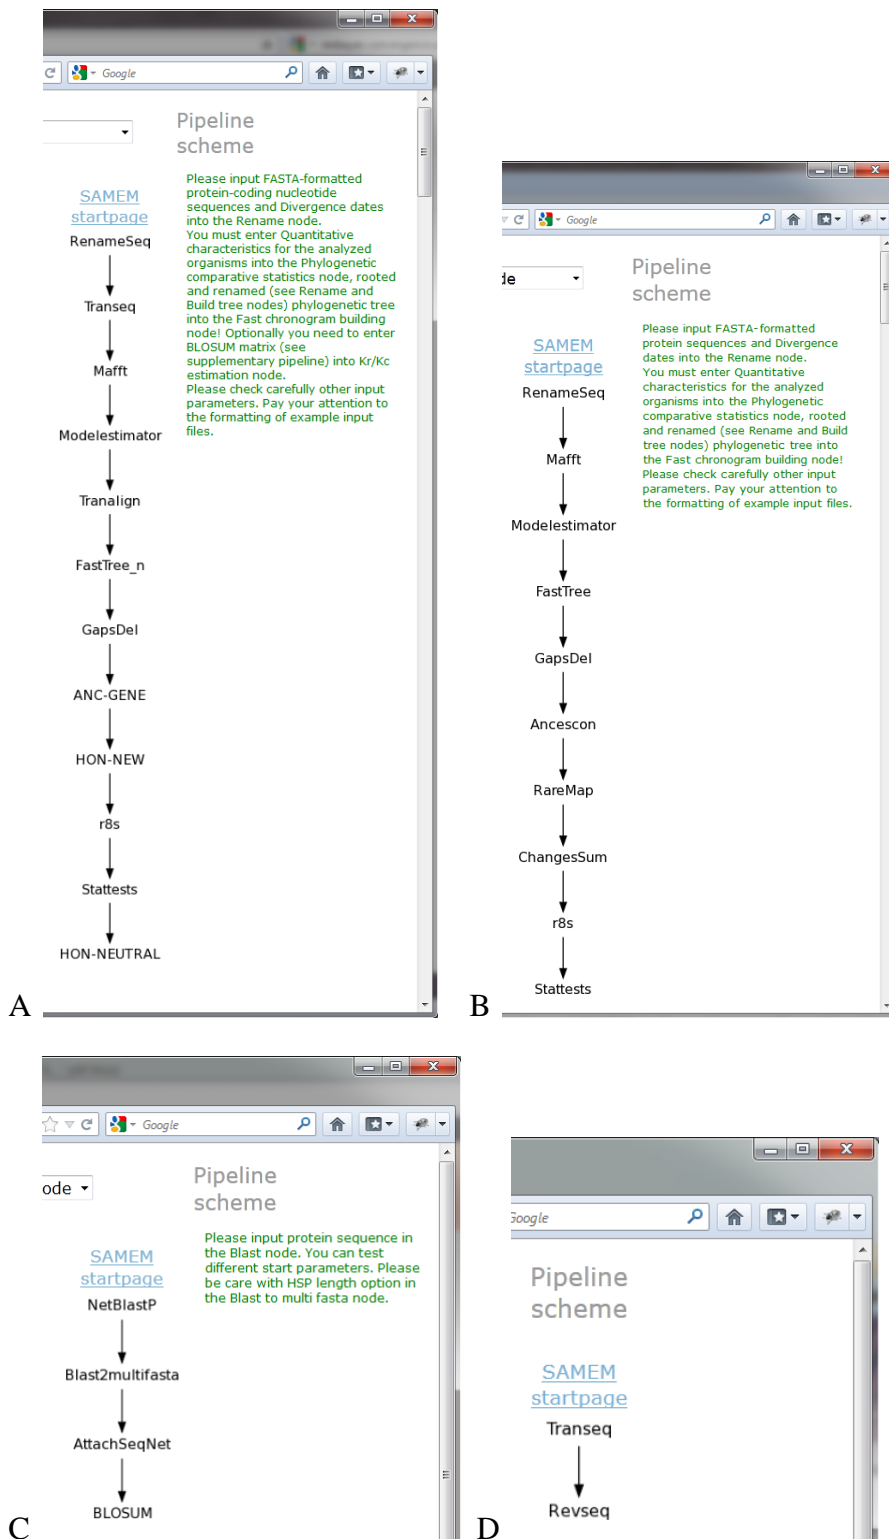 Google
Pipeline
scheme
SAMEM
startpage
Please input FASTA-formatted
protein-coding nucleotide
sequences and Divergence dates
into the Rename node.
You must enter Quantitative
characteristics for the analyzed
organisms into the Phylogenetic
comparative statistics node, rooted
and renamed (see Rename and
Build tree nodes) phylogenetic tree
into the Fast chronogram building
node! Optionally you need to enter
BLOSUM matrix (see
supplementary pipeline) into Kr/Kc
estimation node.
Please check carefully other input
parameters. Pay your attention to
the formatting of example input
files.
RenameSeq
Transeq
Mafft
Modelestimator
Tranalign
FastTree_n
GapsDel
ANC-GENE
HON-NEW
r8s
Stattests
HON-NEUTRAL
A
Google
de
Pipeline
scheme
SAMEM
startpage
Please input FASTA-formatted
protein sequences and Divergence
dates into the Rename node.
You must enter Quantitative
characteristics for the analyzed
organisms into the Phylogenetic
comparative statistics node, rooted
and renamed (see Rename and Build
tree nodes) phylogenetic tree into
the Fast chronogram building node!
Please check carefully other input
parameters. Pay your attention to
the formatting of example input files.
RenameSeq
Mafft
Modelestimator
FastTree
GapsDel
Ancescon
RareMap
ChangesSum
r8s
Stattests
B
Google
ode
Pipeline
scheme
SAMEM
startpage
Please input protein sequence in
the Blast node. You can test
different start parameters. Please
be care with HSP length option in
the Blast to multi fasta node.
NetBlastP
Blast2multifasta
AttachSeqNet
BLOSUM
C
Google
Pipeline
scheme
SAMEM
startpage
Transeq
Revseq
D